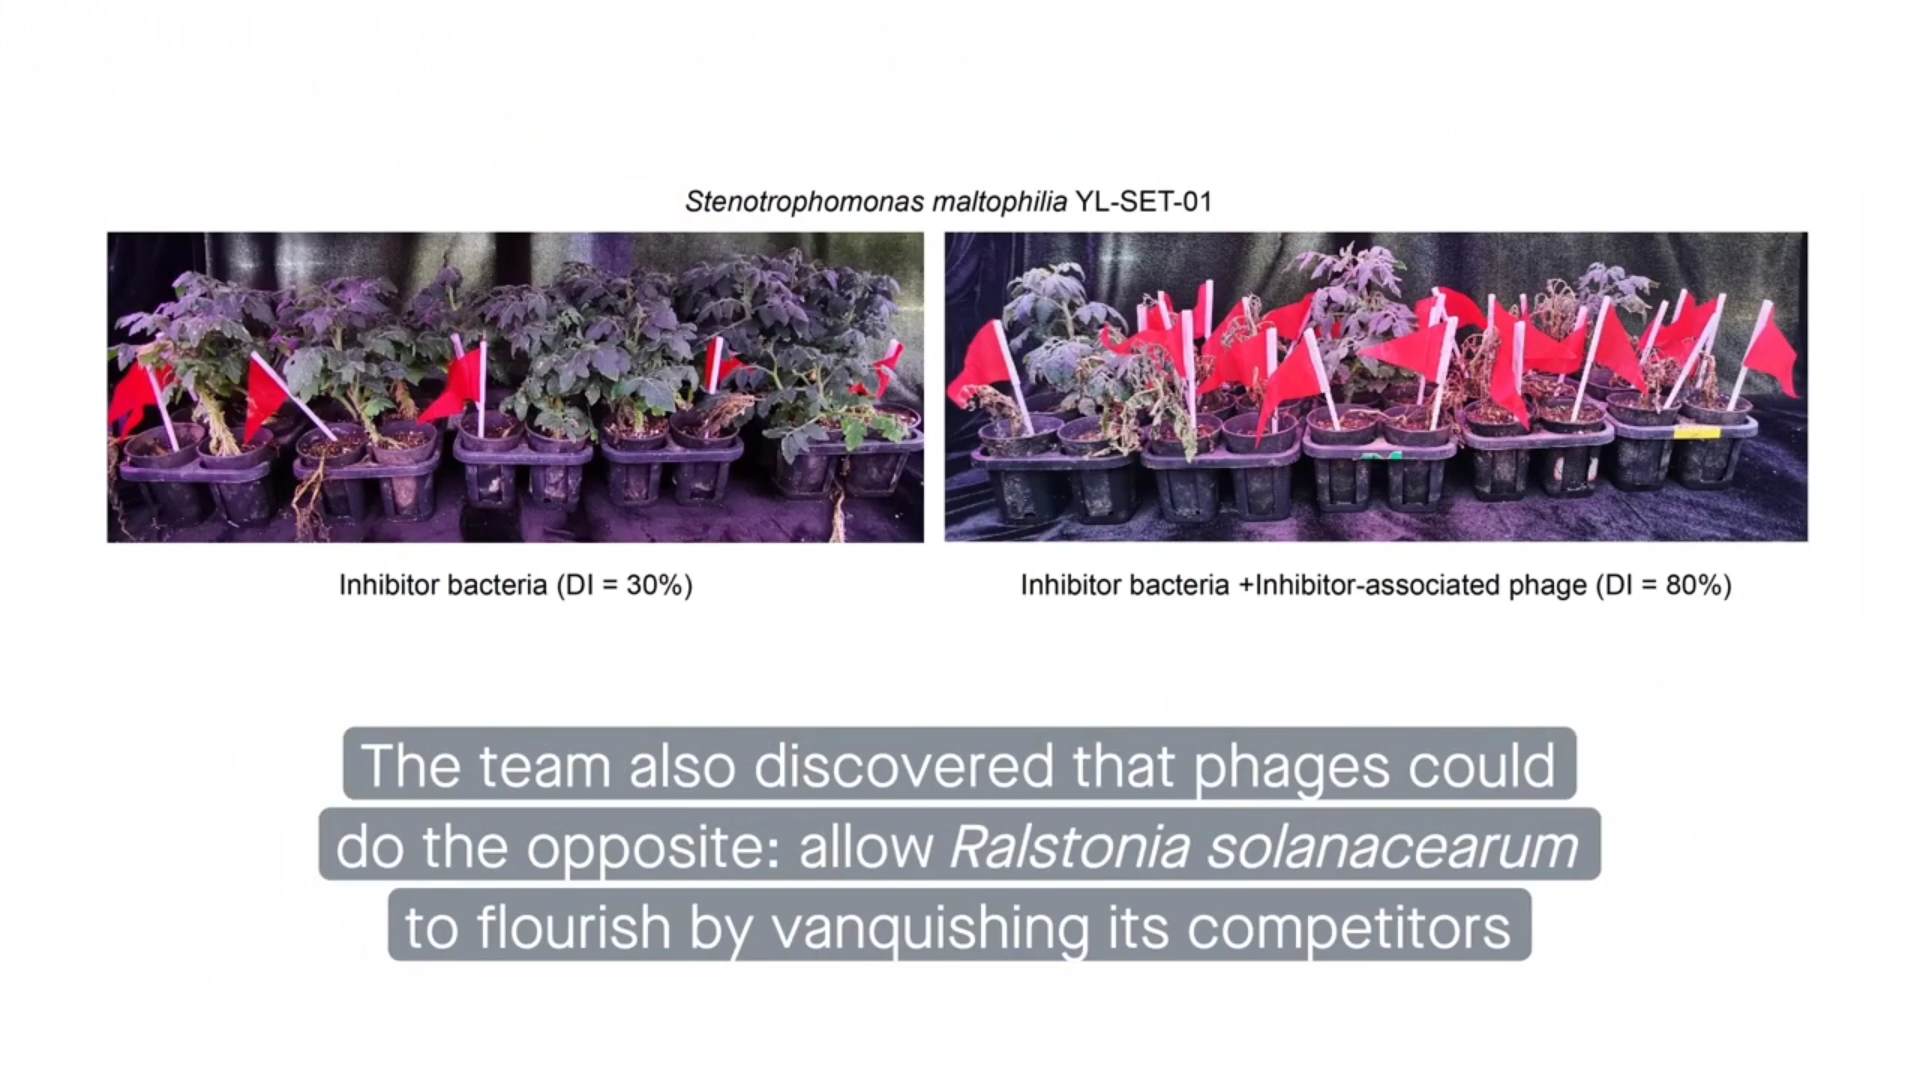 Stenotrophomonas maltophilia YL-SET-01
Inhibitor bacteria (DI = 30%)
Inhibitor bacteria +Inhibitor-associated phage (DI = 80%)
The team also discovered that phages could
do the opposite: allow Ralstonia solanacearum
to flourish by vanquishing its competitors